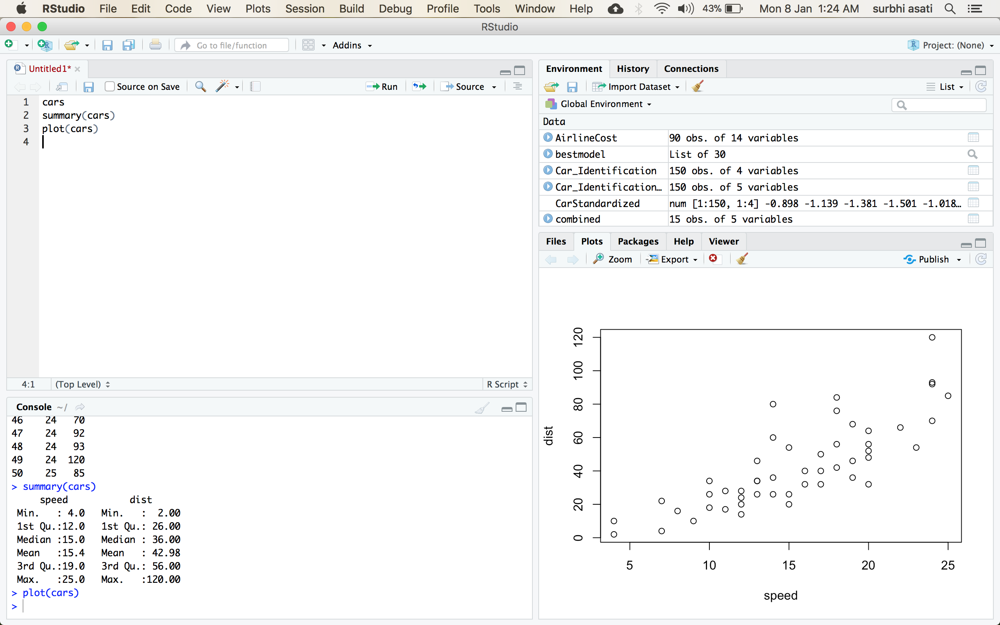 RStudio File Edit Code View Plots Session Build Debug Profile Tools Window Help 43% Mon 8 Jan 1:24 AM surbhi asati
RStudio
Go to file/function Addins Project: (None)
Untitled1*
Source on Save Run Source
1 cars
2 summary(cars)
3 plot(cars)
4
4:1 (Top Level) R Script
Console ~/
46 24 70
47 24 92
48 24 93
49 24 120
50 25 85
> summary(cars)
speed dist
Min. : 4.0 Min. : 2.00
1st Qu.:12.0 1st Qu.: 26.00
Median :15.0 Median : 36.00
Mean :15.4 Mean : 42.98
3rd Qu.:19.0 3rd Qu.: 56.00
Max. :25.0 Max. :120.00
> plot(cars)
>
Environment History Connections
Import Dataset List
Global Environment
Data
AirlineCost 90 obs. of 14 variables
bestmodel List of 30
Car_Identification 150 obs. of 4 variables
Car_Identification… 150 obs. of 5 variables
CarStandardized num [1:150, 1:4] -0.898 -1.139 -1.381 -1.501 -1.018…
combined 15 obs. of 5 variables
Files Plots Packages Help Viewer
Zoom Export Publish
120
100
80
60
40
20
0
dist
5 10 15 20 25
speed